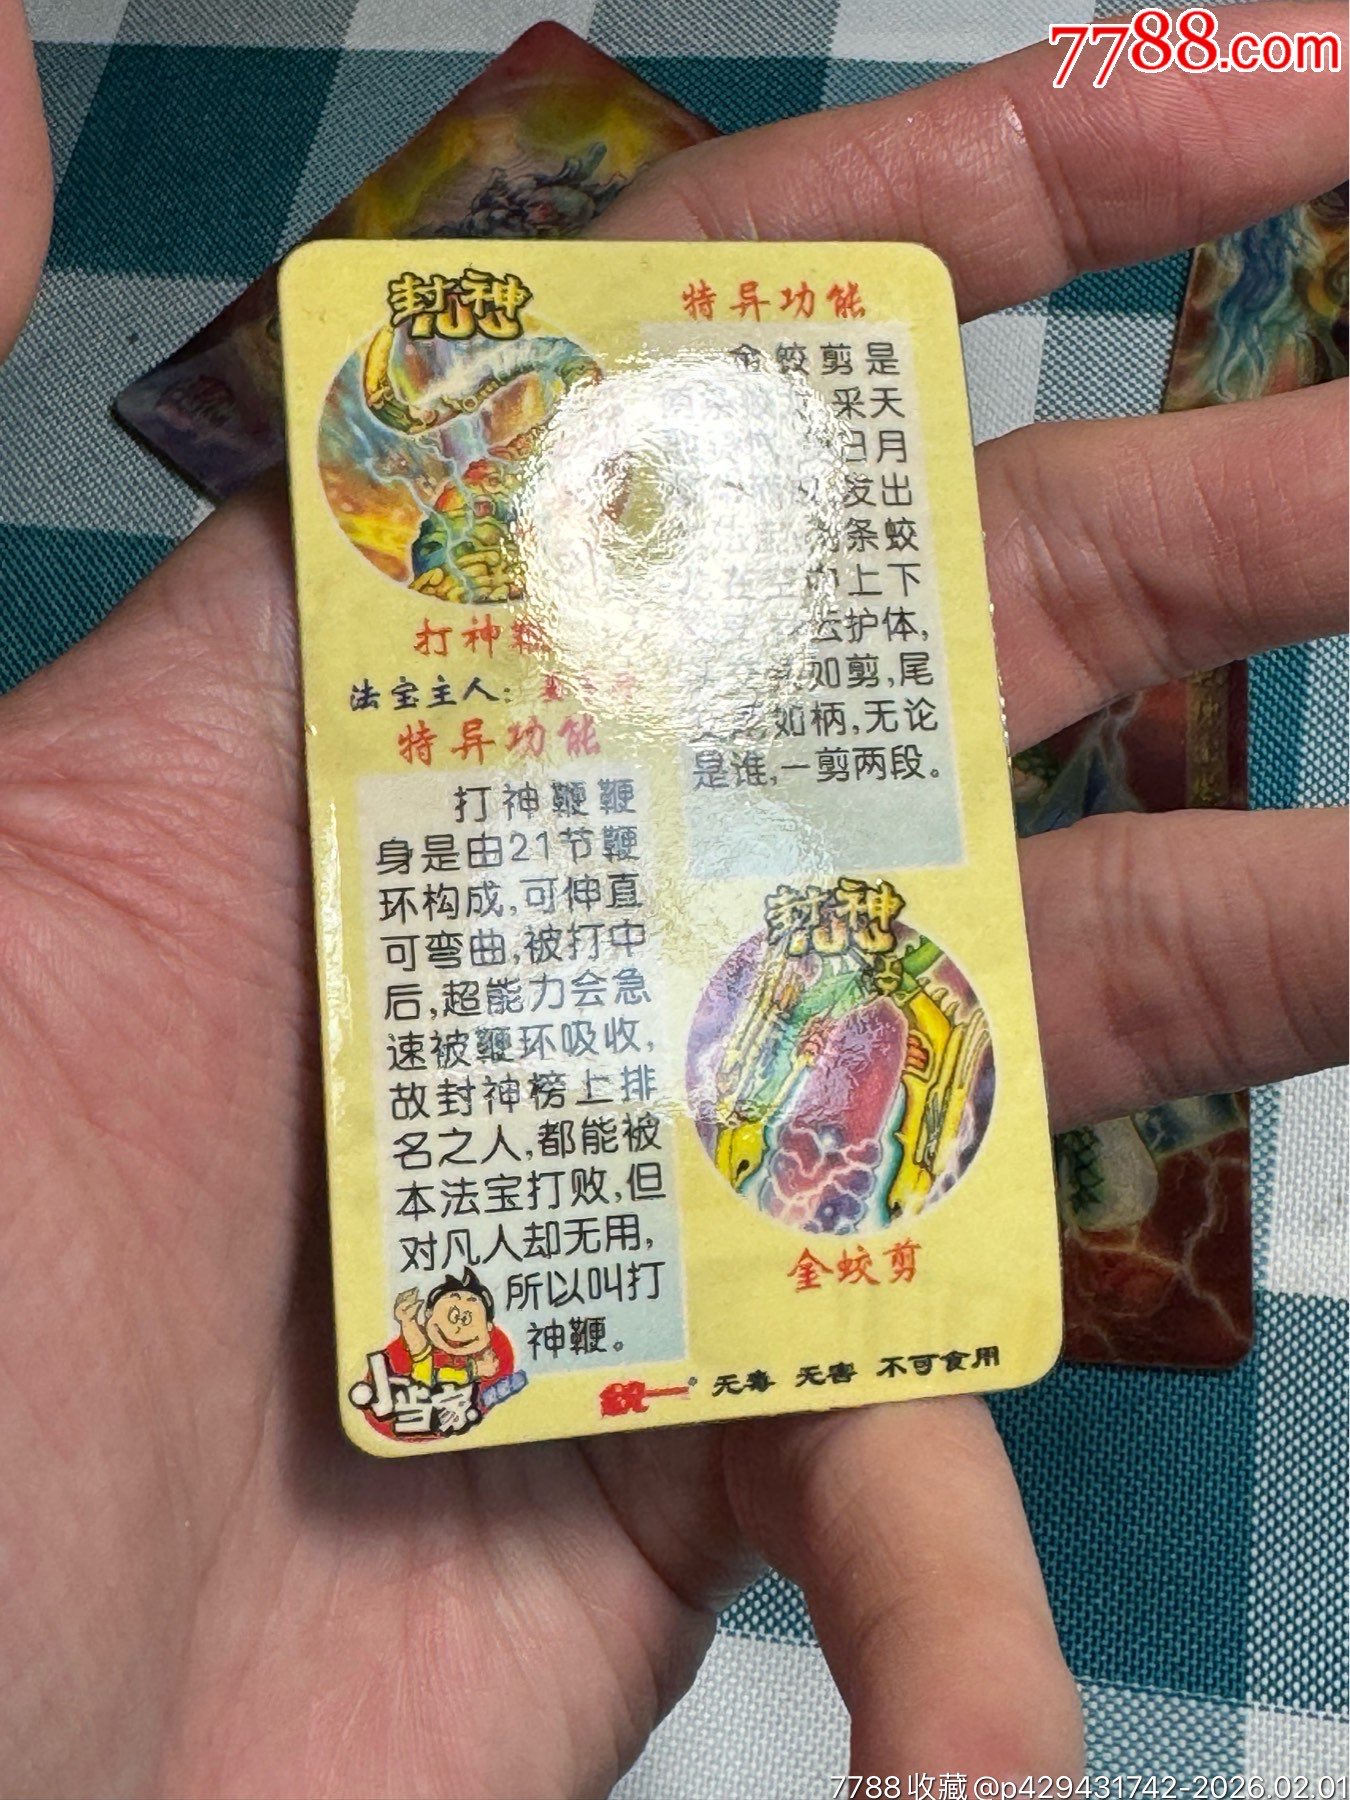 7788.com
封神
打神
法宝主人:
特异功能
打神鞭鞭
身是由21节鞭
环构成,可伸直
可弯曲,被打中
后,超能力会急
速被鞭环吸收,
故封神榜上排
名之人,都能被
本法宝打败,但
对凡人却无用,
所以叫打
神鞭。
小当家
特异功能
金蛟剪是
采天
日月
发出
条蛟
上下
云护体,
如剪,尾
如柄,无论
是谁,一剪两段。
封神
金蛟剪
统一® 无毒 无害 不可食用
7788收藏@p429431742-2026.02.01